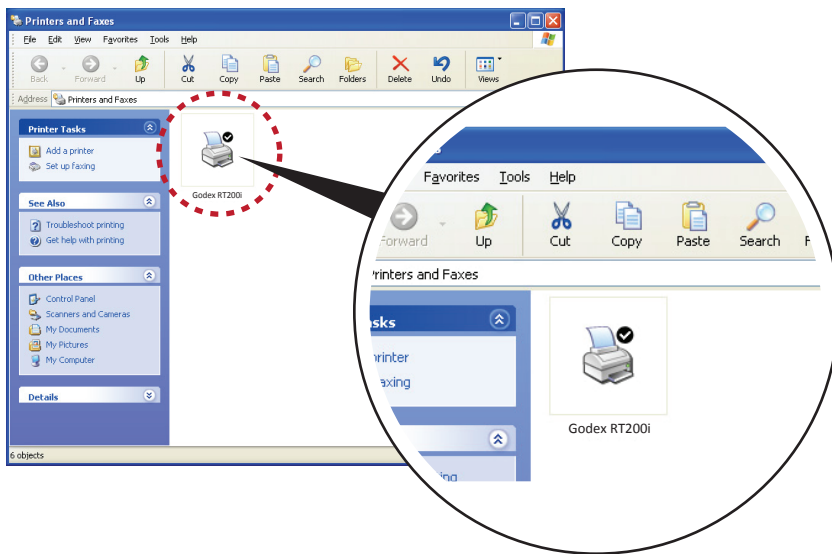 Printers and Faxes
File Edit View Favorites Tools Help
Back Forward Up Cut Copy Paste Search Folders Delete Undo Views
Address Printers and Faxes
Printer Tasks
Add a printer
Set up faxing
See Also
Troubleshoot printing
Get help with printing
Other Places
Control Panel
Scanners and Cameras
My Documents
My Pictures
My Computer
Details
6 objects
Godex RT200i
s
Favorites Tools Help
Forward Up Cut Copy Paste Search F
Printers and Faxes
sks
rinter
axing
ing
Godex RT200i